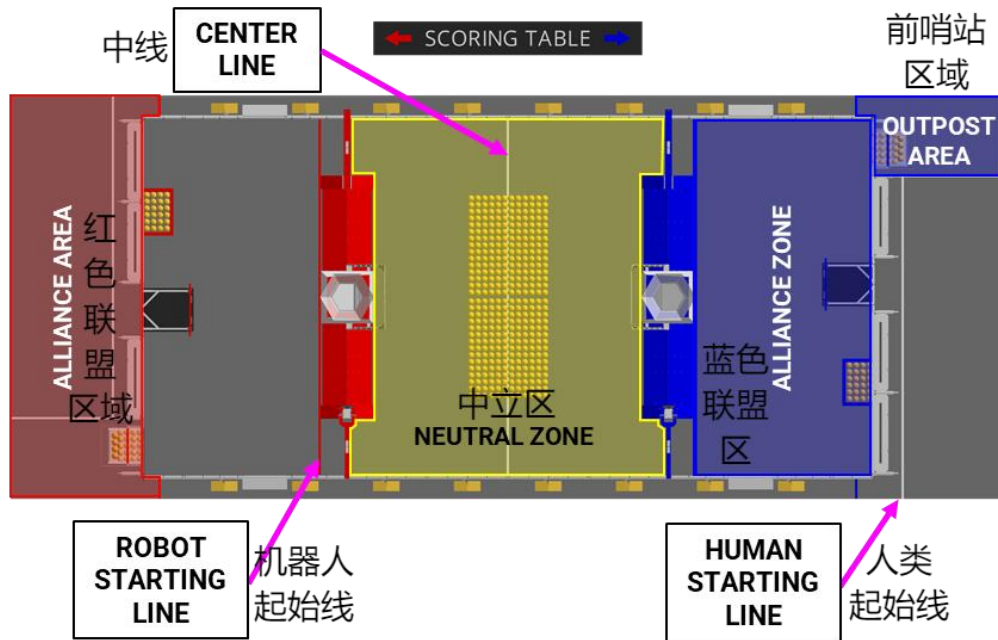 中线
CENTER
LINE
SCORING TABLE
前哨站
区域
OUTPOST
AREA
ALLIANCE AREA
红
色
联
盟
区域
ALLIANCE ZONE
蓝色
联盟
区
中立区
NEUTRAL ZONE
ROBOT
STARTING
LINE
机器人
起始线
HUMAN
STARTING
LINE
人类
起始线